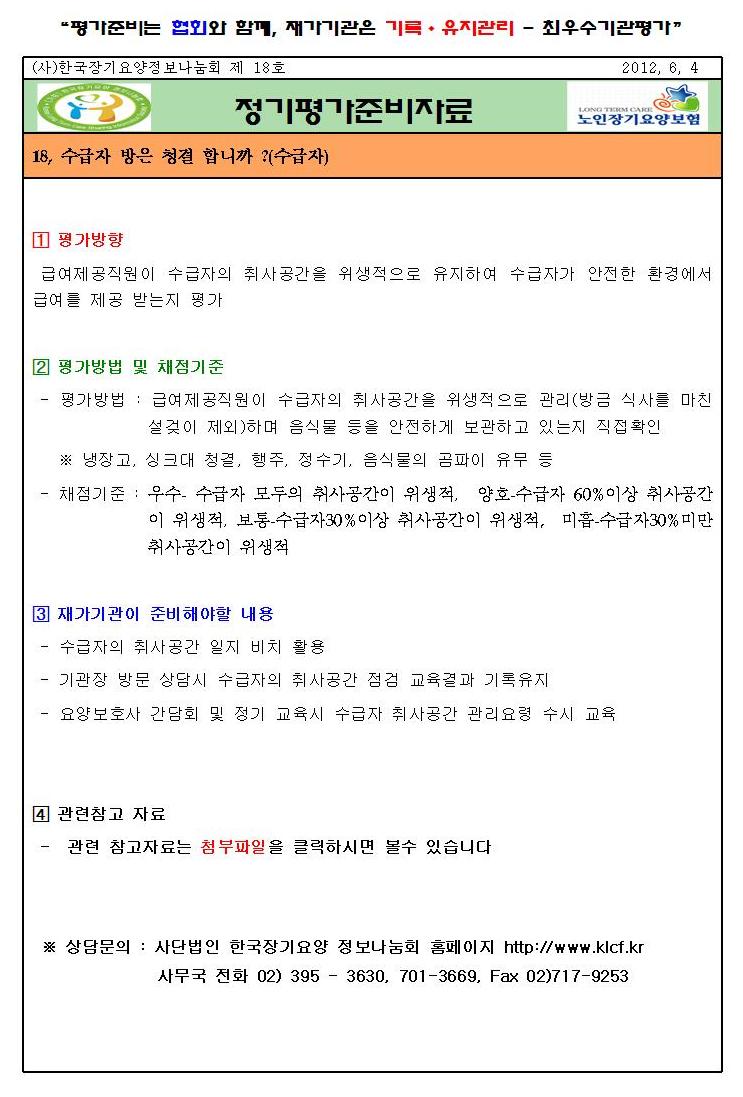 “평가준비는 협회와 함께, 재가기관은 기록·유지관리 - 최우수기관평가”
(사)한국장기요양정보나눔회 제 18호 2012, 6, 4
정기평가준비자료
LONG TERM CARE
노인장기요양보험
18, 수급자 방은 청결 합니까 ?(수급자)
1 평가방향
급여제공직원이 수급자의 취사공간을 위생적으로 유지하여 수급자가 안전한 환경에서
급여를 제공 받는지 평가
2 평가방법 및 채점기준
- 평가방법 : 급여제공직원이 수급자의 취사공간을 위생적으로 관리(방금 식사를 마친
설겆이 제외)하며 음식물 등을 안전하게 보관하고 있는지 직접확인
※ 냉장고, 싱크대 청결, 행주, 정수기, 음식물의 곰파이 유무 등
- 채점기준 : 우수- 수급자 모두의 취사공간이 위생적, 양호-수급자 60%이상 취사공간
이 위생적, 보통-수급자30%이상 취사공간이 위생적, 미흡-수급자30%미만
취사공간이 위생적
3 재가기관이 준비해야할 내용
- 수급자의 취사공간 일지 비치 활용
- 기관장 방문 상담시 수급자의 취사공간 점검 교육결과 기록유지
- 요양보호사 간담회 및 정기 교육시 수급자 취사공간 관리요령 수시 교육
4 관련참고 자료
- 관련 참고자료는 첨부파일을 클릭하시면 볼수 있습니다
※ 상담문의 : 사단법인 한국장기요양 정보나눔회 홈페이지 http://www.klcf.kr
사무국 전화 02) 395 - 3630, 701-3669, Fax 02)717-9253